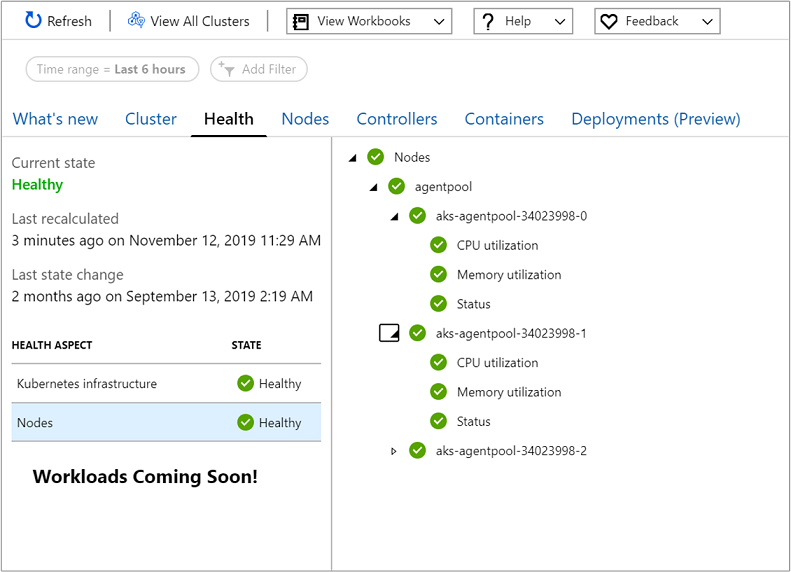 Refresh
View All Clusters
View Workbooks
Help
Feedback
Time range = Last 6 hours
Add Filter
What's new
Cluster
Health
Nodes
Controllers
Containers
Deployments (Preview)
Current state
Healthy
Last recalculated
3 minutes ago on November 12, 2019 11:29 AM
Last state change
2 months ago on September 13, 2019 2:19 AM
HEALTH ASPECT STATE
Kubernetes infrastructure Healthy
Nodes Healthy
Workloads Coming Soon!
Nodes
agentpool
aks-agentpool-34023998-0
CPU utilization
Memory utilization
Status
aks-agentpool-34023998-1
CPU utilization
Memory utilization
Status
aks-agentpool-34023998-2